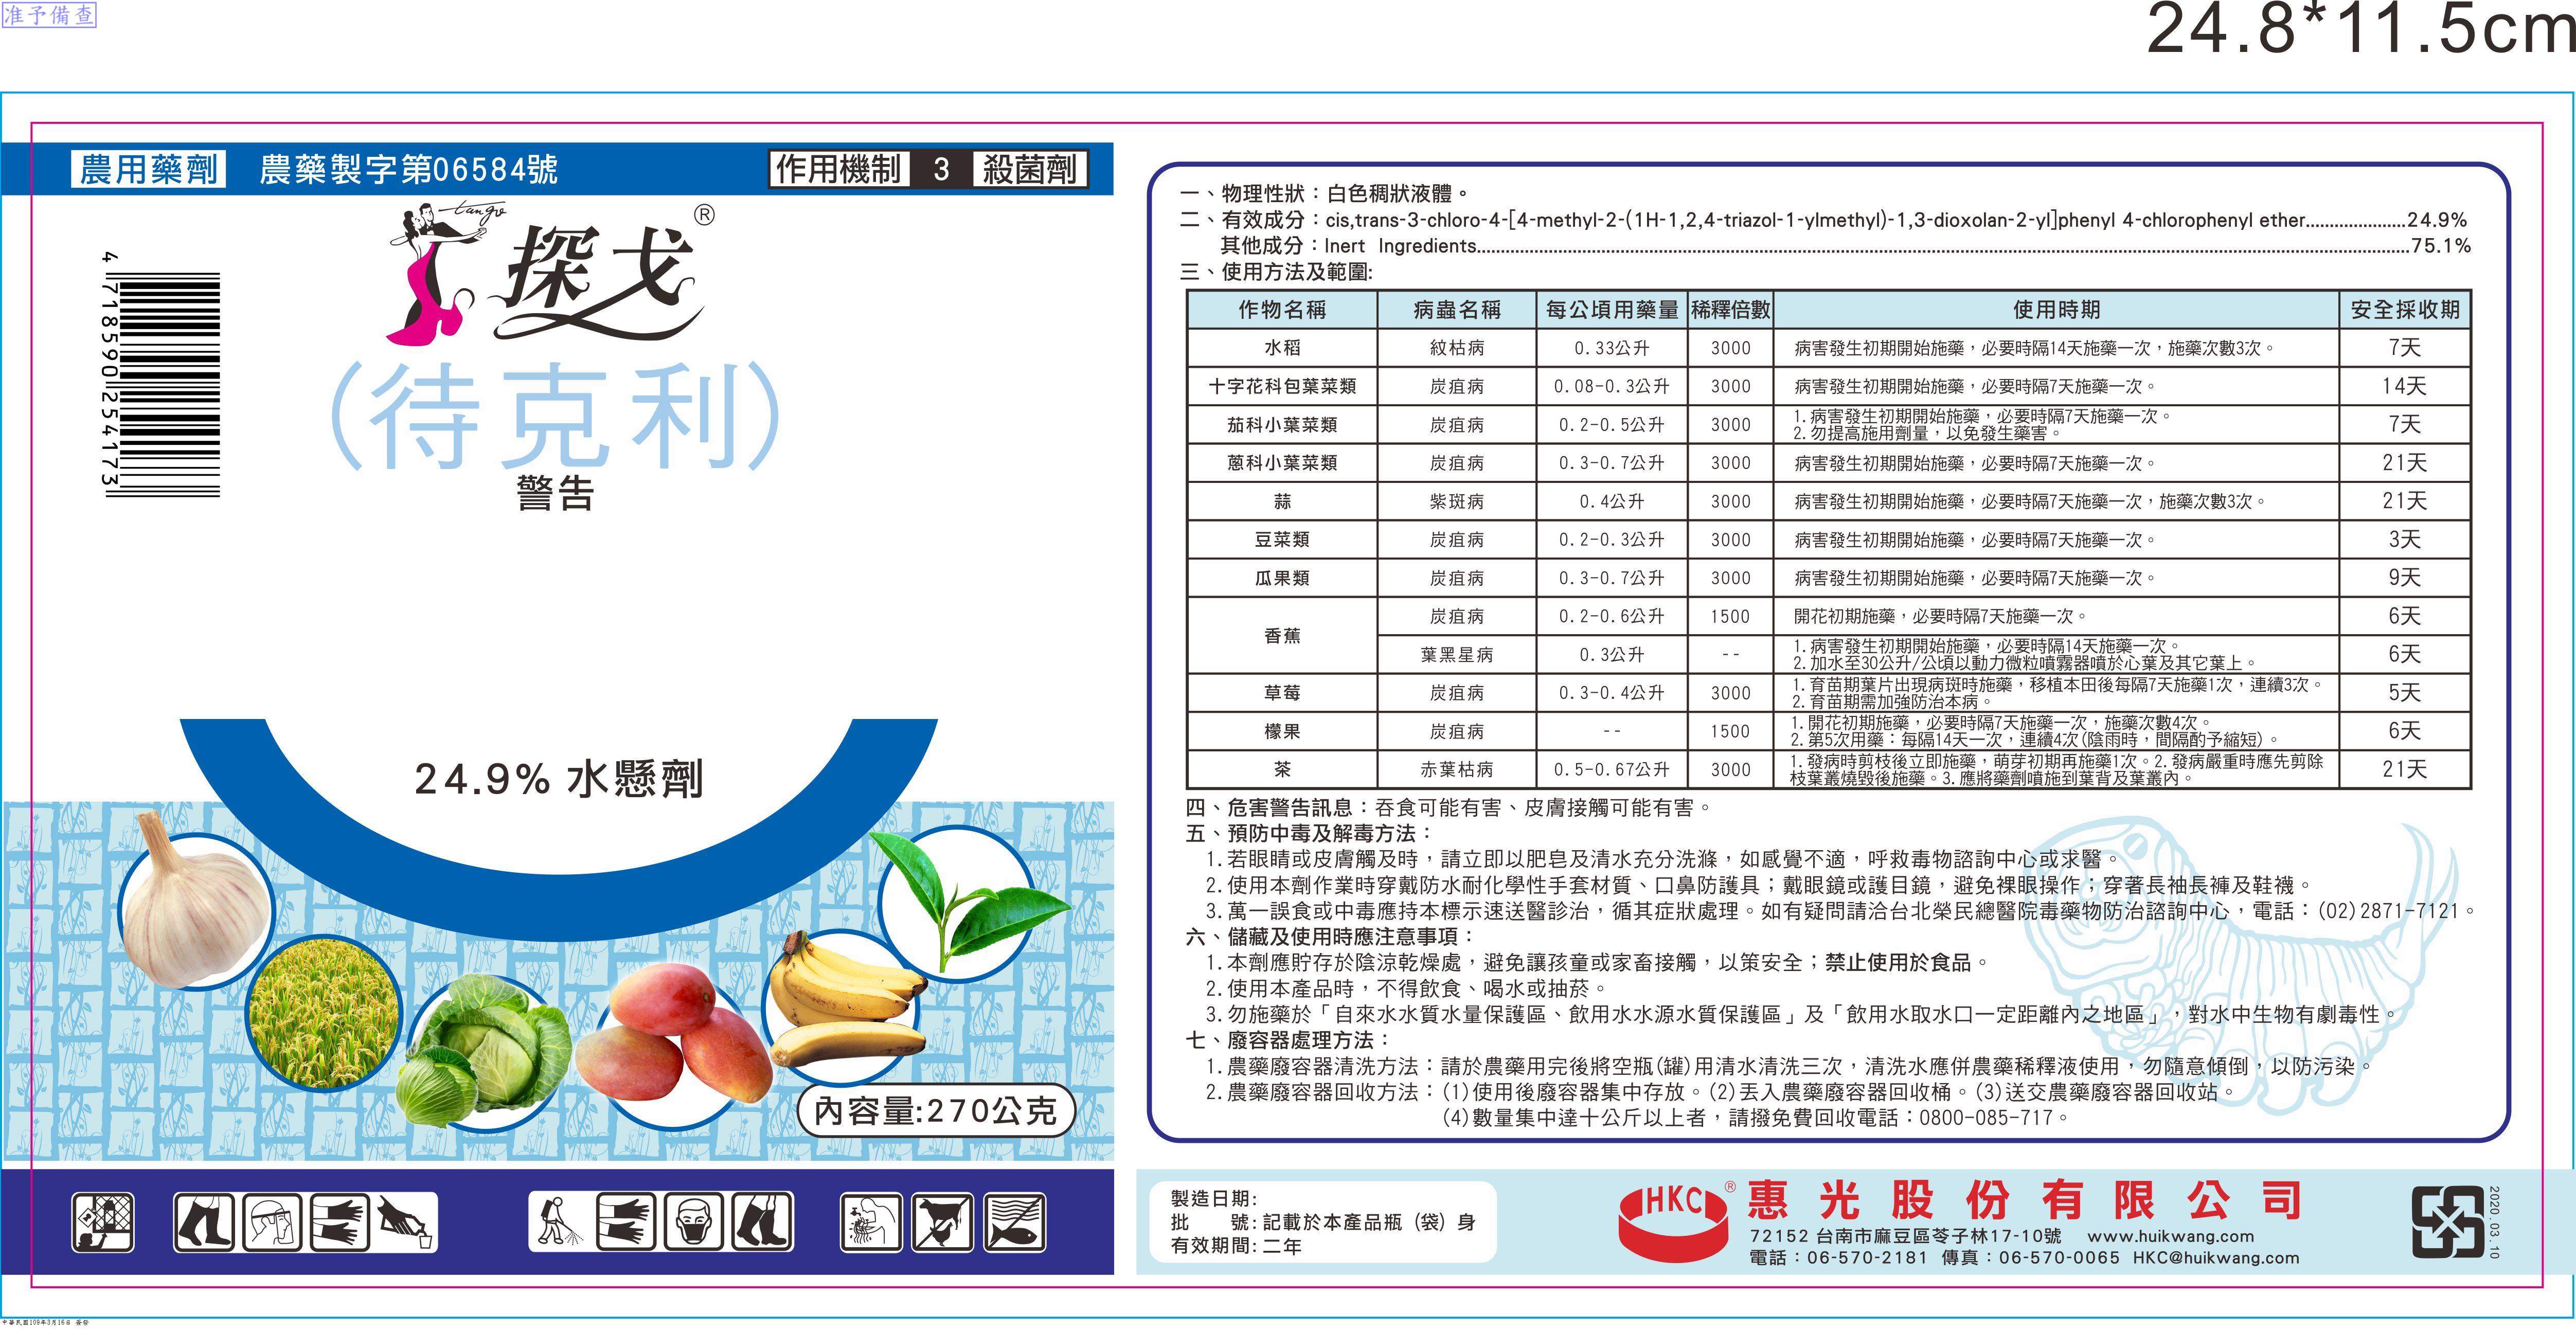 准予備查
24.8*11.5cm
農用藥劑 農藥製字第06584號 作用機制 3 殺菌劑
tango
探戈®
(待克利)
警告
4 718590 254173
24.9% 水懸劑
內容量:270公克
一、物理性狀：白色稠狀液體。
二、有效成分：cis,trans-3-chloro-4-[4-methyl-2-(1H-1,2,4-triazol-1-ylmethyl)-1,3-dioxolan-2-yl]phenyl 4-chlorophenyl ether.....................24.9%
其他成分：Inert Ingredients.....................75.1%
三、使用方法及範圍:
作物名稱 病蟲名稱 每公頃用藥量 稀釋倍數 使用時期 安全採收期
水稻 紋枯病 0.33公升 3000 病害發生初期開始施藥，必要時隔14天施藥一次，施藥次數3次。 7天
十字花科包葉菜類 炭疽病 0.08-0.3公升 3000 病害發生初期開始施藥，必要時隔7天施藥一次。 14天
茄科小葉菜類 炭疽病 0.2-0.5公升 3000 1.病害發生初期開始施藥，必要時隔7天施藥一次。
2.勿提高施用劑量，以免發生藥害。 7天
蔥科小葉菜類 炭疽病 0.3-0.7公升 3000 病害發生初期開始施藥，必要時隔7天施藥一次。 21天
蒜 紫斑病 0.4公升 3000 病害發生初期開始施藥，必要時隔7天施藥一次，施藥次數3次。 21天
豆菜類 炭疽病 0.2-0.3公升 3000 病害發生初期開始施藥，必要時隔7天施藥一次。 3天
瓜果類 炭疽病 0.3-0.7公升 3000 病害發生初期開始施藥，必要時隔7天施藥一次。 9天
香蕉 炭疽病 0.2-0.6公升 1500 開花初期施藥，必要時隔7天施藥一次。 6天
葉黑星病 0.3公升 -- 1.病害發生初期開始施藥，必要時隔14天施藥一次。
2.加水至30公升/公頃以動力微粒噴霧器噴於心葉及其它葉上。 6天
草莓 炭疽病 0.3-0.4公升 3000 1.育苗期葉片出現病斑時施藥，移植本田後每隔7天施藥1次，連續3次。
2.育苗期需加強防治本病。 5天
檬果 炭疽病 -- 1500 1.開花初期施藥，必要時隔7天施藥一次，施藥次數4次。
2.第5次用藥：每隔14天一次，連續4次(陰雨時，間隔酌予縮短)。 6天
茶 赤葉枯病 0.5-0.67公升 3000 1.發病時剪枝後立即施藥，萌芽初期再施藥1次。2.發病嚴重時應先剪除
枝葉叢燒毀後施藥。3.應將藥劑噴施到葉背及葉叢內。 21天
四、危害警告訊息：吞食可能有害、皮膚接觸可能有害。
五、預防中毒及解毒方法：
1.若眼睛或皮膚觸及時，請立即以肥皂及清水充分洗滌，如感覺不適，呼救毒物諮詢中心或求醫。
2.使用本劑作業時穿戴防水耐化學性手套材質、口鼻防護具；戴眼鏡或護目鏡，避免裸眼操作；穿著長袖長褲及鞋襪。
3.萬一誤食或中毒應持本標示速送醫診治，循其症狀處理。如有疑問請洽台北榮民總醫院毒藥物防治諮詢中心，電話：(02)2871-7121。
六、儲藏及使用時應注意事項：
1.本劑應貯存於陰涼乾燥處，避免讓孩童或家畜接觸，以策安全；禁止使用於食品。
2.使用本產品時，不得飲食、喝水或抽菸。
3.勿施藥於「自來水水質水量保護區、飲用水水源水質保護區」及「飲用水取水口一定距離內之地區」，對水中生物有劇毒性。
七、廢容器處理方法：
1.農藥廢容器清洗方法：請於農藥用完後將空瓶(罐)用清水清洗三次，清洗水應併農藥稀釋液使用，勿隨意傾倒，以防污染。
2.農藥廢容器回收方法：(1)使用後廢容器集中存放。(2)丟入農藥廢容器回收桶。(3)送交農藥廢容器回收站。
(4)數量集中達十公斤以上者，請撥免費回收電話：0800-085-717。
製造日期:
批　　號:記載於本產品瓶（袋）身
有效期間:二年
HKC® 惠光股份有限公司
72152 台南市麻豆區苓子林17-10號 www.huikwang.com
電話：06-570-2181 傳真：06-570-0065 HKC@huikwang.com
2020.03.10
中華民國109年3月16日 簽發